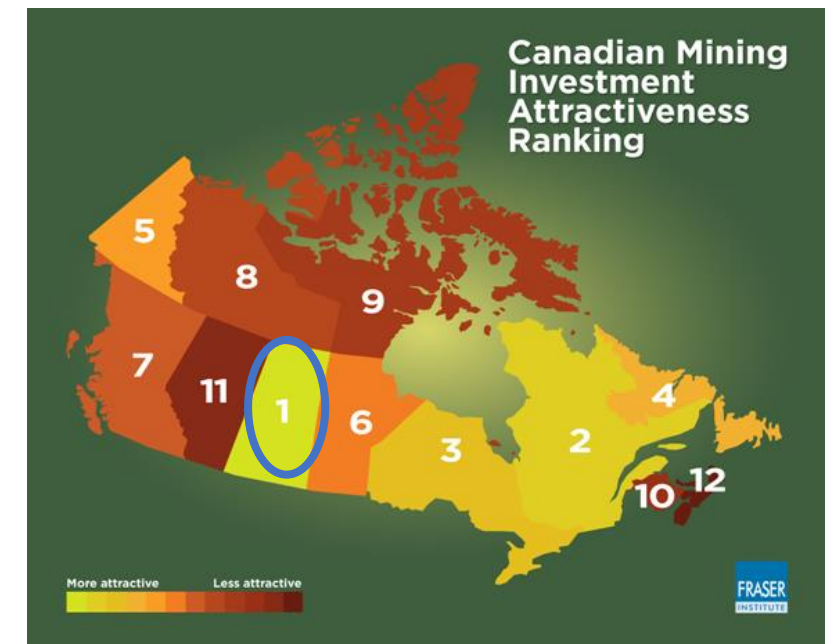 Canadian Mining
Investment
Attractiveness
Ranking
5
8
9
7
11
1
6
3
2
4
10
12
More attractive
Less attractive
FRASER
INSTITUTE